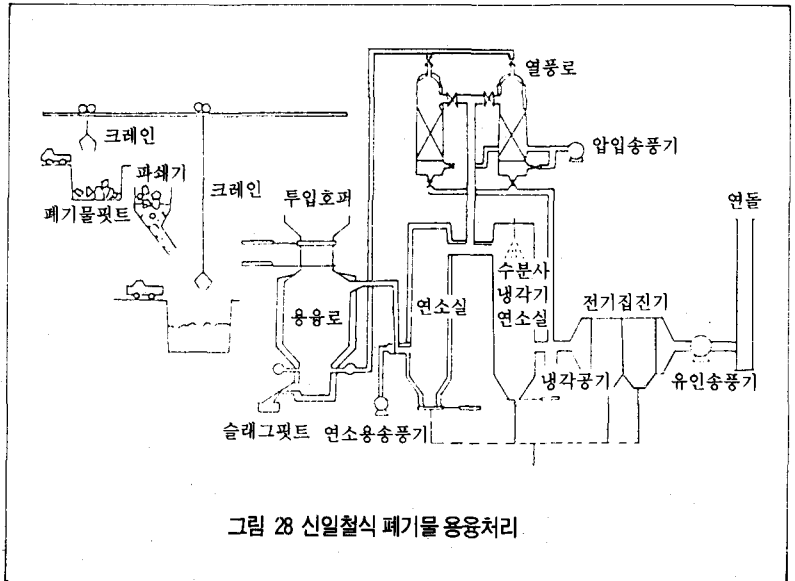 열풍로
크레인
압입송풍기
파쇄기
크레인
폐기물핏트
투입호퍼
연돌
수분사
냉각기
연소실
연소실
전기집진기
용융로
냉각공기
유인송풍기
슬래그핏트
연소용송풍기
그림 28 신일철식 폐기물 용융처리